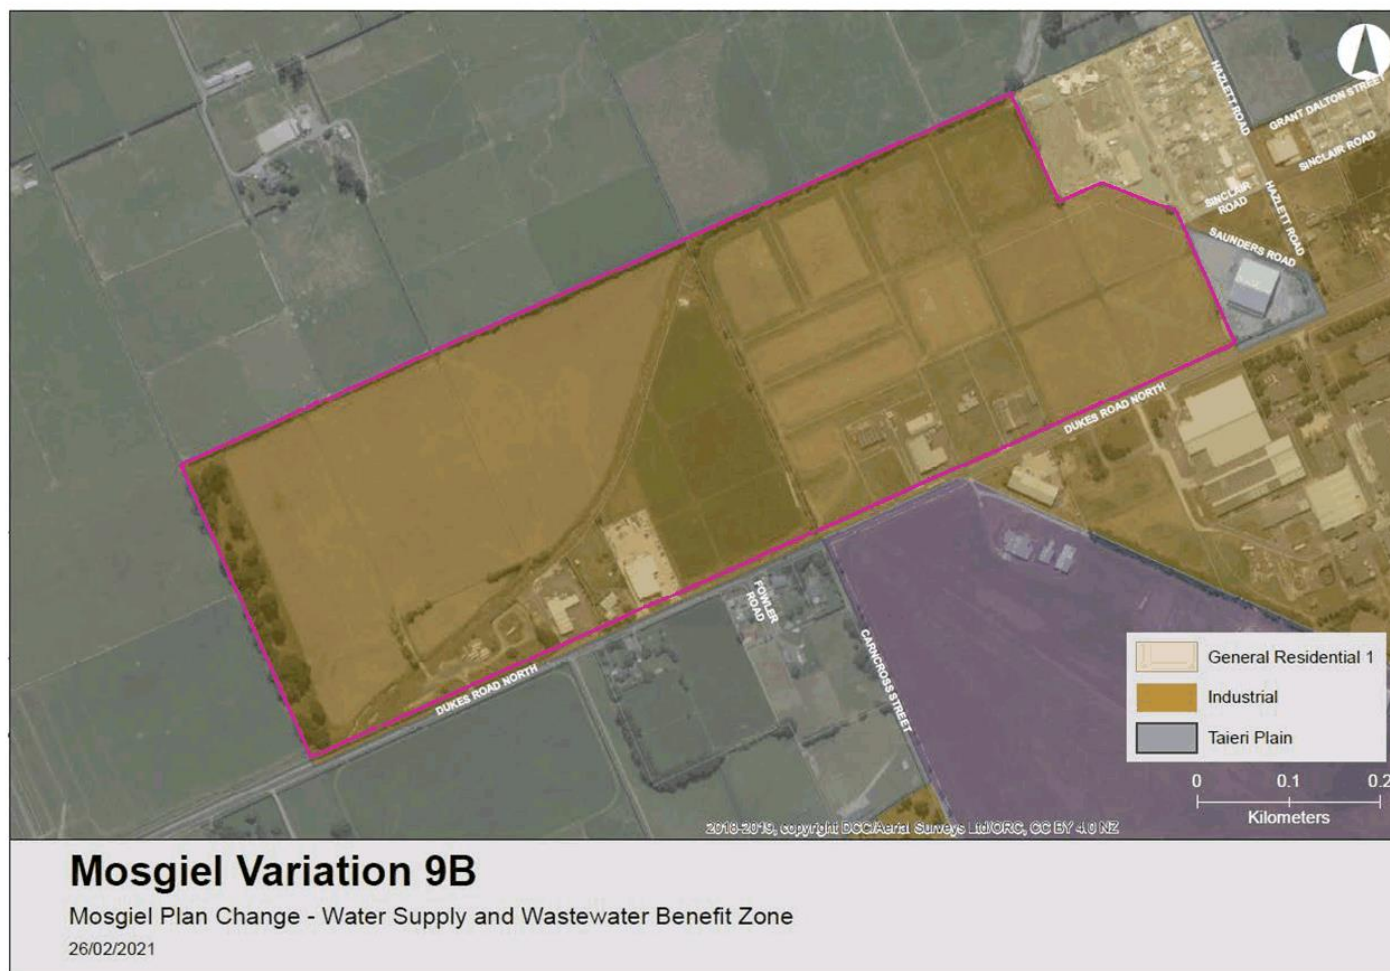 HAZLETT ROAD
GRANT DALTON STREET
SINCLAIR ROAD
SINCLAIR
ROAD
HAZLETT ROAD
SAUNDERS ROAD
DUKES ROAD NORTH
FOWLER
ROAD
CARNCROSS STREET
DUKES ROAD NORTH
General Residential 1
Industrial
Taieri Plain
0 0.1 0.2
Kilometers
2018-2019, copyright DCC/Aerial Surveys Ltd/ORC, CC BY 4.0 NZ
Mosgiel Variation 9B
Mosgiel Plan Change - Water Supply and Wastewater Benefit Zone
26/02/2021